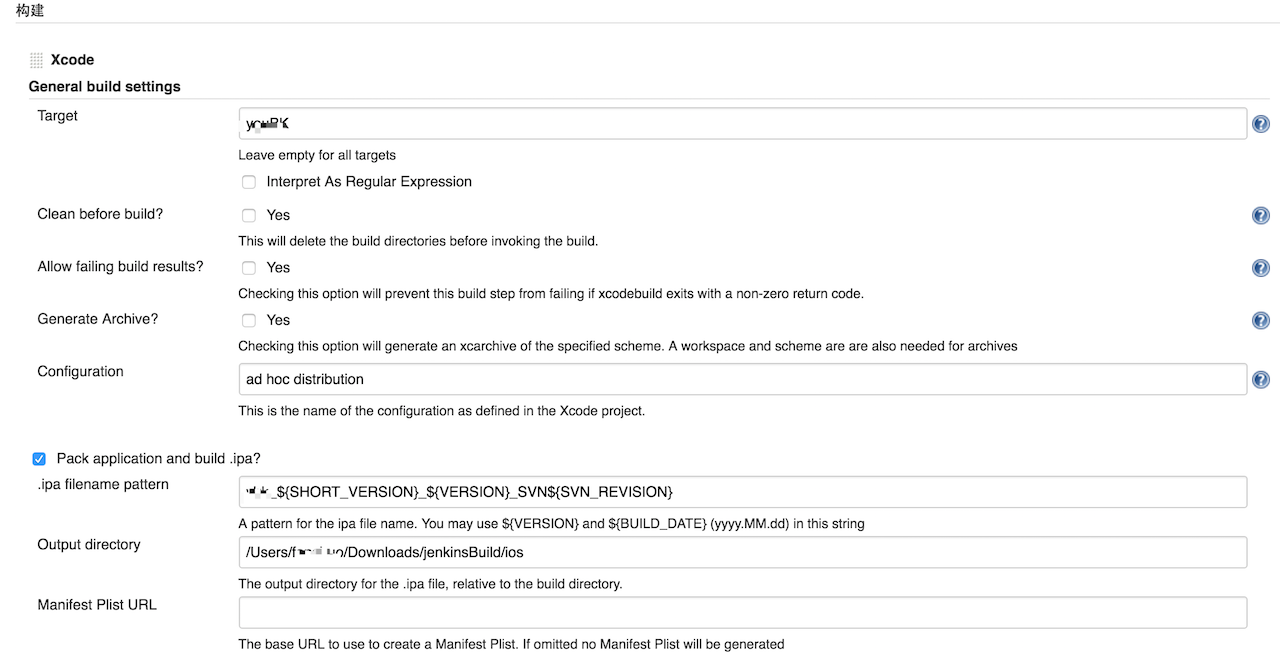 构建
Xcode
General build settings
Target
Leave empty for all targets
Interpret As Regular Expression
Clean before build?
Yes
This will delete the build directories before invoking the build.
Allow failing build results?
Yes
Checking this option will prevent this build step from failing if xcodebuild exits with a non-zero return code.
Generate Archive?
Yes
Checking this option will generate an xcarchive of the specified scheme. A workspace and scheme are are also needed for archives
Configuration
ad hoc distribution
This is the name of the configuration as defined in the Xcode project.
Pack application and build .ipa?
.ipa filename pattern
_${SHORT_VERSION}_${VERSION}_SVN${SVN_REVISION}
A pattern for the ipa file name. You may use ${VERSION} and ${BUILD_DATE} (yyyy.MM.dd) in this string
Output directory
/Users/ /Downloads/jenkinsBuild/ios
The output directory for the .ipa file, relative to the build directory.
Manifest Plist URL
The base URL to use to create a Manifest Plist. If omitted no Manifest Plist will be generated